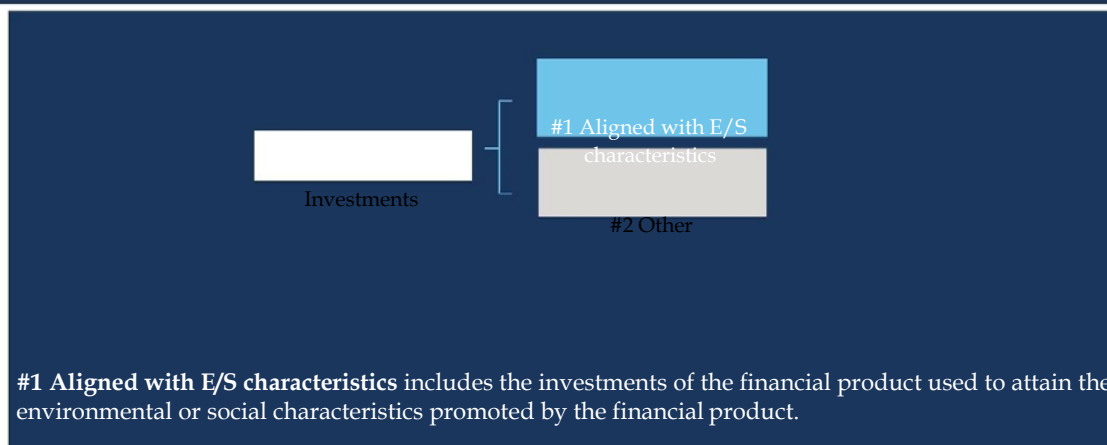 #1 Aligned with E/S
characteristics
Investments
#2 Other
#1 Aligned with E/S characteristics includes the investments of the financial product used to attain the
environmental or social characteristics promoted by the financial product.